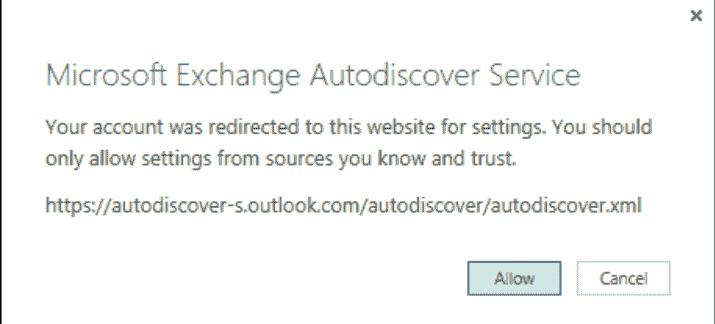 Microsoft Exchange Autodiscover Service
Your account was redirected to this website for settings. You should
only allow settings from sources you know and trust.
https://autodiscover-s.outlook.com/autodiscover/autodiscover.xml
Allow
Cancel